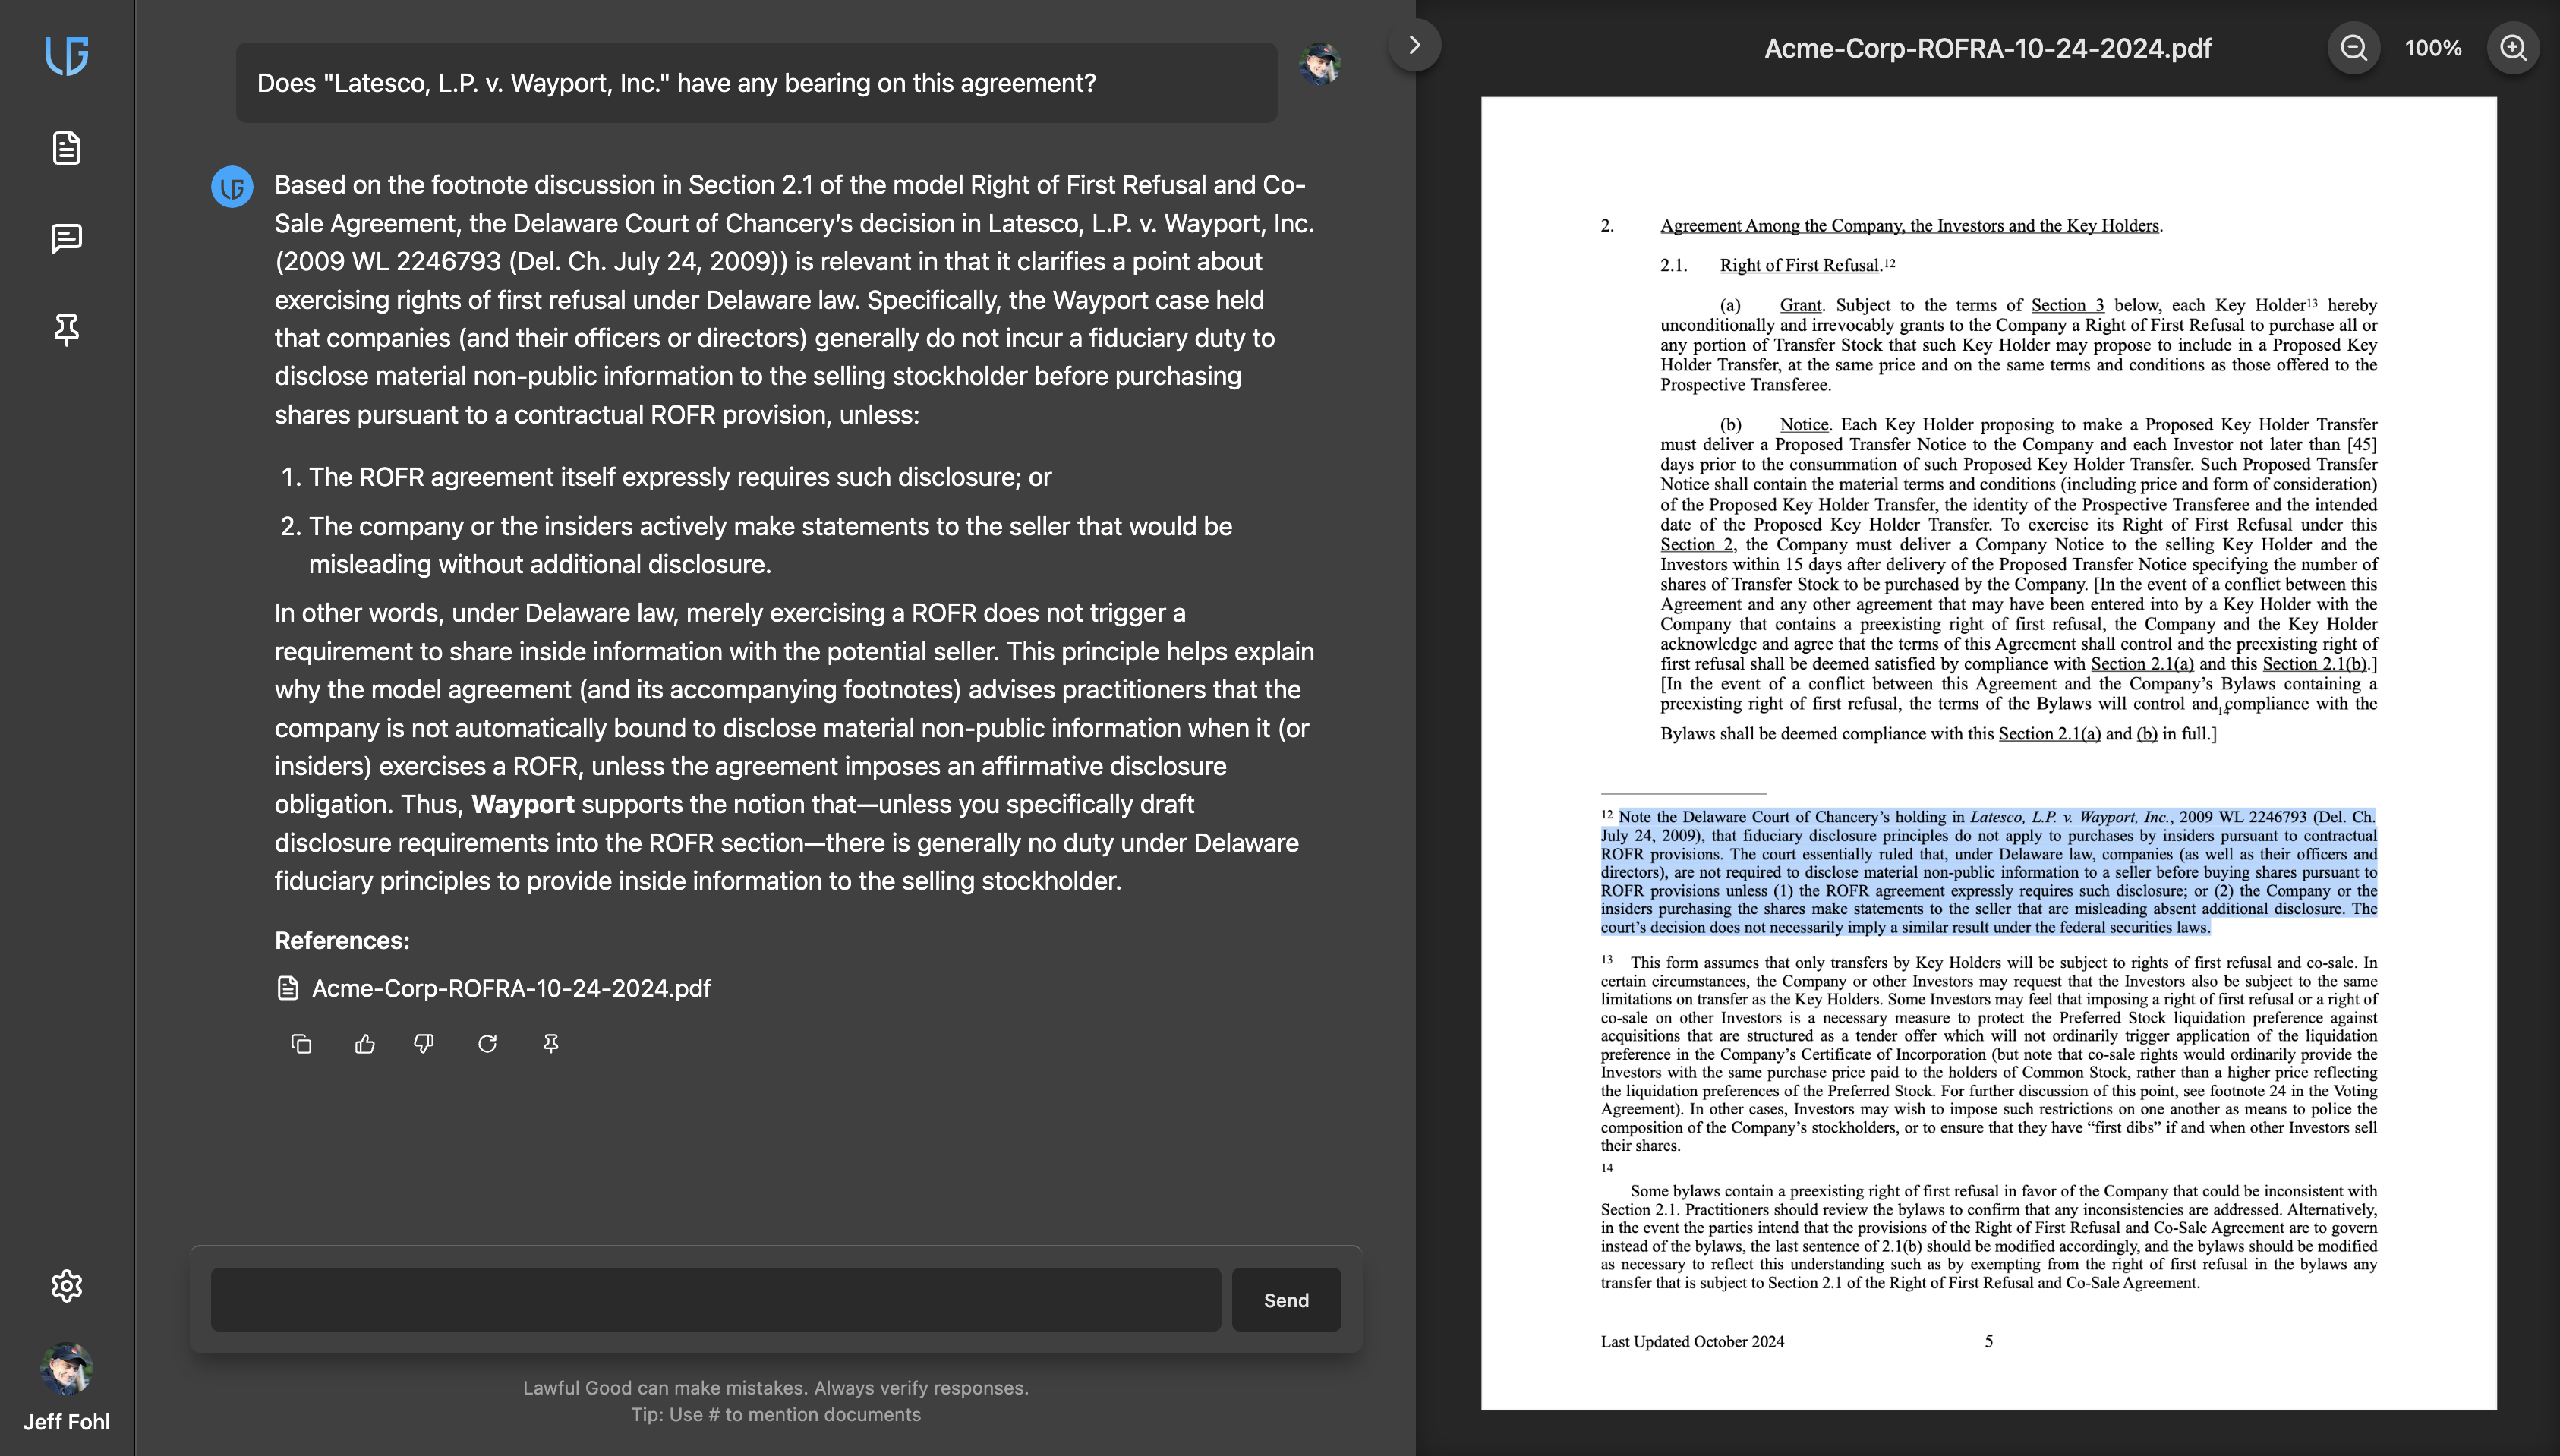 LG
Jeff Fohl
Does "Latesco, L.P. v. Wayport, Inc." have any bearing on this agreement?
LG
Based on the footnote discussion in Section 2.1 of the model Right of First Refusal and Co-
Sale Agreement, the Delaware Court of Chancery’s decision in Latesco, L.P. v. Wayport, Inc.
(2009 WL 2246793 (Del. Ch. July 24, 2009)) is relevant in that it clarifies a point about
exercising rights of first refusal under Delaware law. Specifically, the Wayport case held
that companies (and their officers or directors) generally do not incur a fiduciary duty to
disclose material non-public information to the selling stockholder before purchasing
shares pursuant to a contractual ROFR provision, unless:
1. The ROFR agreement itself expressly requires such disclosure; or
2. The company or the insiders actively make statements to the seller that would be
misleading without additional disclosure.
In other words, under Delaware law, merely exercising a ROFR does not trigger a
requirement to share inside information with the potential seller. This principle helps explain
why the model agreement (and its accompanying footnotes) advises practitioners that the
company is not automatically bound to disclose material non-public information when it (or
insiders) exercises a ROFR, unless the agreement imposes an affirmative disclosure
obligation. Thus, Wayport supports the notion that—unless you specifically draft
disclosure requirements into the ROFR section—there is generally no duty under Delaware
fiduciary principles to provide inside information to the selling stockholder.
References:
Acme-Corp-ROFRA-10-24-2024.pdf
Send
Lawful Good can make mistakes. Always verify responses.
Tip: Use # to mention documents
Acme-Corp-ROFRA-10-24-2024.pdf
100%
2. Agreement Among the Company, the Investors and the Key Holders.
2.1. Right of First Refusal.12
(a) Grant. Subject to the terms of Section 3 below, each Key Holder13 hereby
unconditionally and irrevocably grants to the Company a Right of First Refusal to purchase all or
any portion of Transfer Stock that such Key Holder may propose to include in a Proposed Key
Holder Transfer, at the same price and on the same terms and conditions as those offered to the
Prospective Transferee.
(b) Notice. Each Key Holder proposing to make a Proposed Key Holder Transfer
must deliver a Proposed Transfer Notice to the Company and each Investor not later than [45]
days prior to the consummation of such Proposed Key Holder Transfer. Such Proposed Transfer
Notice shall contain the material terms and conditions (including price and form of consideration)
of the Proposed Key Holder Transfer, the identity of the Prospective Transferee and the intended
date of the Proposed Key Holder Transfer. To exercise its Right of First Refusal under this
Section 2, the Company must deliver a Company Notice to the selling Key Holder and the
Investors within 15 days after delivery of the Proposed Transfer Notice specifying the number of
shares of Transfer Stock to be purchased by the Company. [In the event of a conflict between this
Agreement and any other agreement that may have been entered into by a Key Holder with the
Company that contains a preexisting right of first refusal, the Company and the Key Holder
acknowledge and agree that the terms of this Agreement shall control and the preexisting right of
first refusal shall be deemed satisfied by compliance with Section 2.1(a) and this Section 2.1(b).]
[In the event of a conflict between this Agreement and the Company’s Bylaws containing a
preexisting right of first refusal, the terms of the Bylaws will control and 14 compliance with the
Bylaws shall be deemed compliance with this Section 2.1(a) and (b) in full.]
12 Note the Delaware Court of Chancery’s holding in Latesco, L.P. v. Wayport, Inc., 2009 WL 2246793 (Del. Ch.
July 24, 2009), that fiduciary disclosure principles do not apply to purchases by insiders pursuant to contractual
ROFR provisions. The court essentially ruled that, under Delaware law, companies (as well as their officers and
directors), are not required to disclose material non-public information to a seller before buying shares pursuant to
ROFR provisions unless (1) the ROFR agreement expressly requires such disclosure; or (2) the Company or the
insiders purchasing the shares make statements to the seller that are misleading absent additional disclosure. The
court’s decision does not necessarily imply a similar result under the federal securities laws.
13 This form assumes that only transfers by Key Holders will be subject to rights of first refusal and co-sale. In
certain circumstances, the Company or other Investors may request that the Investors also be subject to the same
limitations on transfer as the Key Holders. Some Investors may feel that imposing a right of first refusal or a right of
co-sale on other Investors is a necessary measure to protect the Preferred Stock liquidation preference against
acquisitions that are structured as a tender offer which will not ordinarily trigger application of the liquidation
preference in the Company’s Certificate of Incorporation (but note that co-sale rights would ordinarily provide the
Investors with the same purchase price paid to the holders of Common Stock, rather than a higher price reflecting
the liquidation preferences of the Preferred Stock. For further discussion of this point, see footnote 24 in the Voting
Agreement). In other cases, Investors may wish to impose such restrictions on one another as means to police the
composition of the Company’s stockholders, or to ensure that they have “first dibs” if and when other Investors sell
their shares.
14
Some bylaws contain a preexisting right of first refusal in favor of the Company that could be inconsistent with
Section 2.1. Practitioners should review the bylaws to confirm that any inconsistencies are addressed. Alternatively,
in the event the parties intend that the provisions of the Right of First Refusal and Co-Sale Agreement are to govern
instead of the bylaws, the last sentence of 2.1(b) should be modified accordingly, and the bylaws should be modified
as necessary to reflect this understanding such as by exempting from the right of first refusal in the bylaws any
transfer that is subject to Section 2.1 of the Right of First Refusal and Co-Sale Agreement.
Last Updated October 2024 5